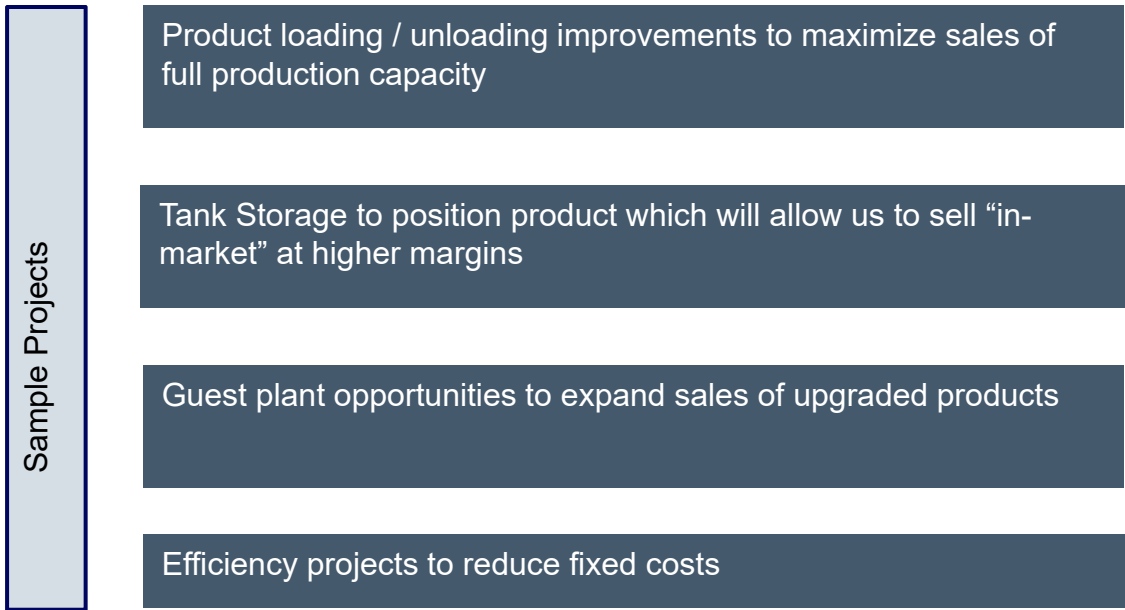 Sample Projects
Product loading / unloading improvements to maximize sales of
full production capacity
Tank Storage to position product which will allow us to sell “in-
market” at higher margins
Guest plant opportunities to expand sales of upgraded products
Efficiency projects to reduce fixed costs